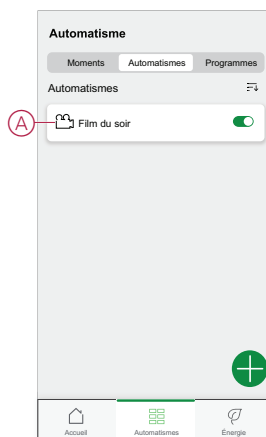 Automatisme
Moments Automatismes Programmes
Automatismes
A Film du soir
Accueil Automatismes Énergie